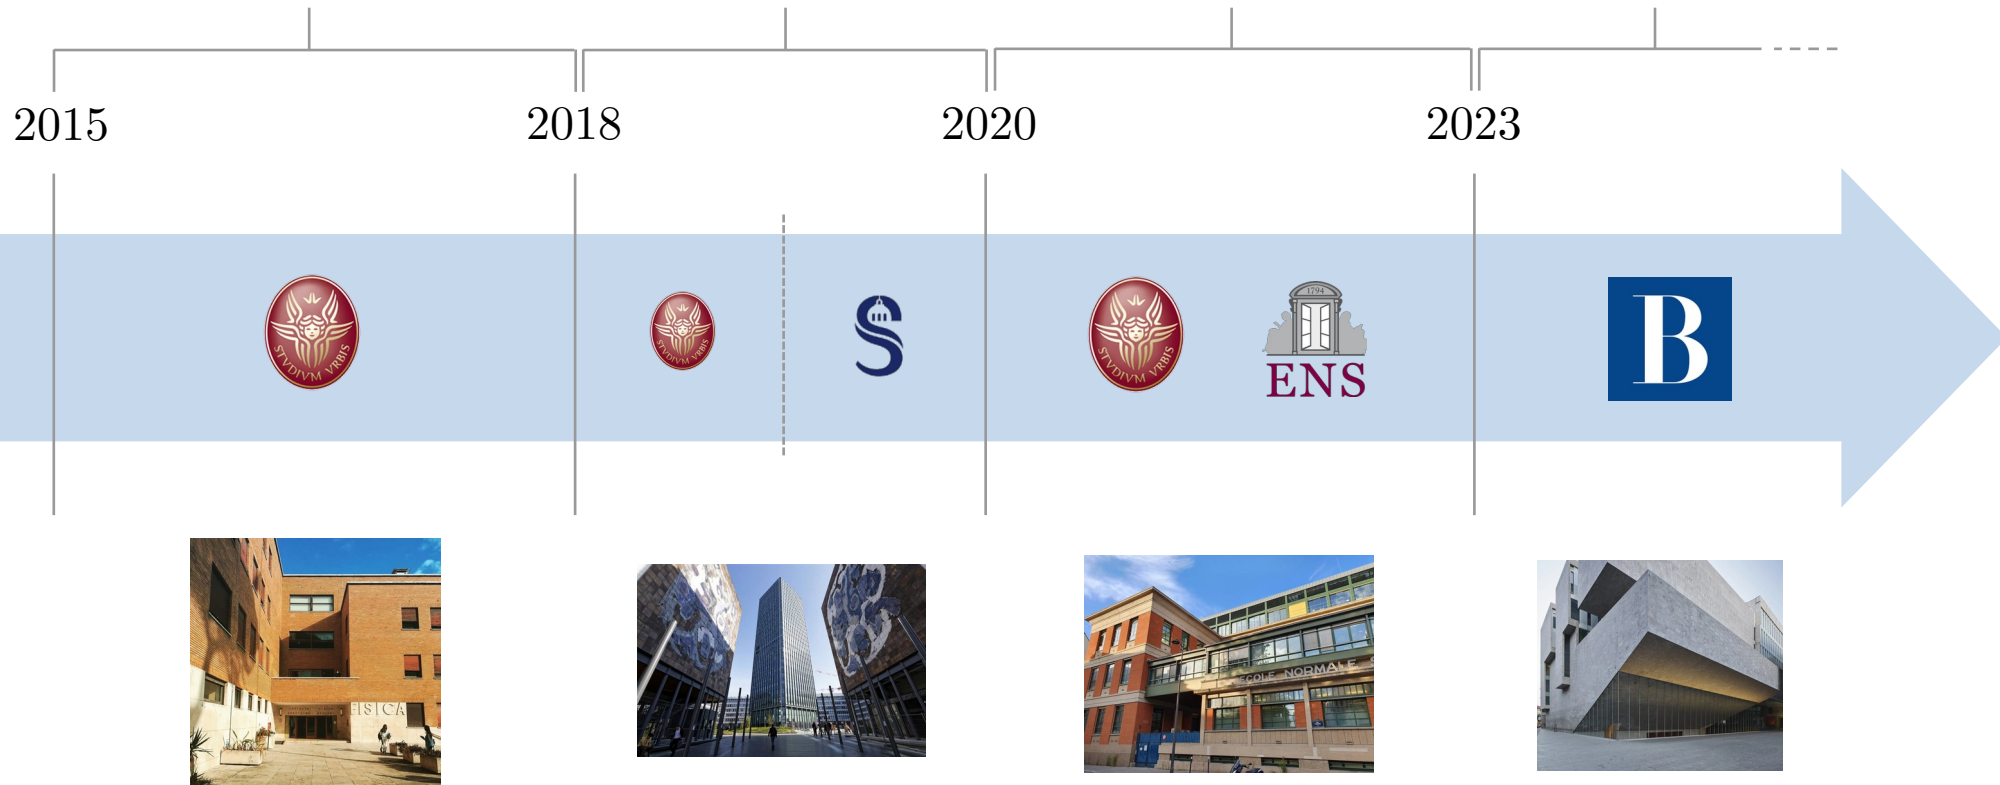 2015
2018
2020
2023
STVDIVM VRBIS
STVDIVM VRBIS
S
STVDIVM VRBIS
1794
ENS
B
FISICA
ECOLE NORMALE S